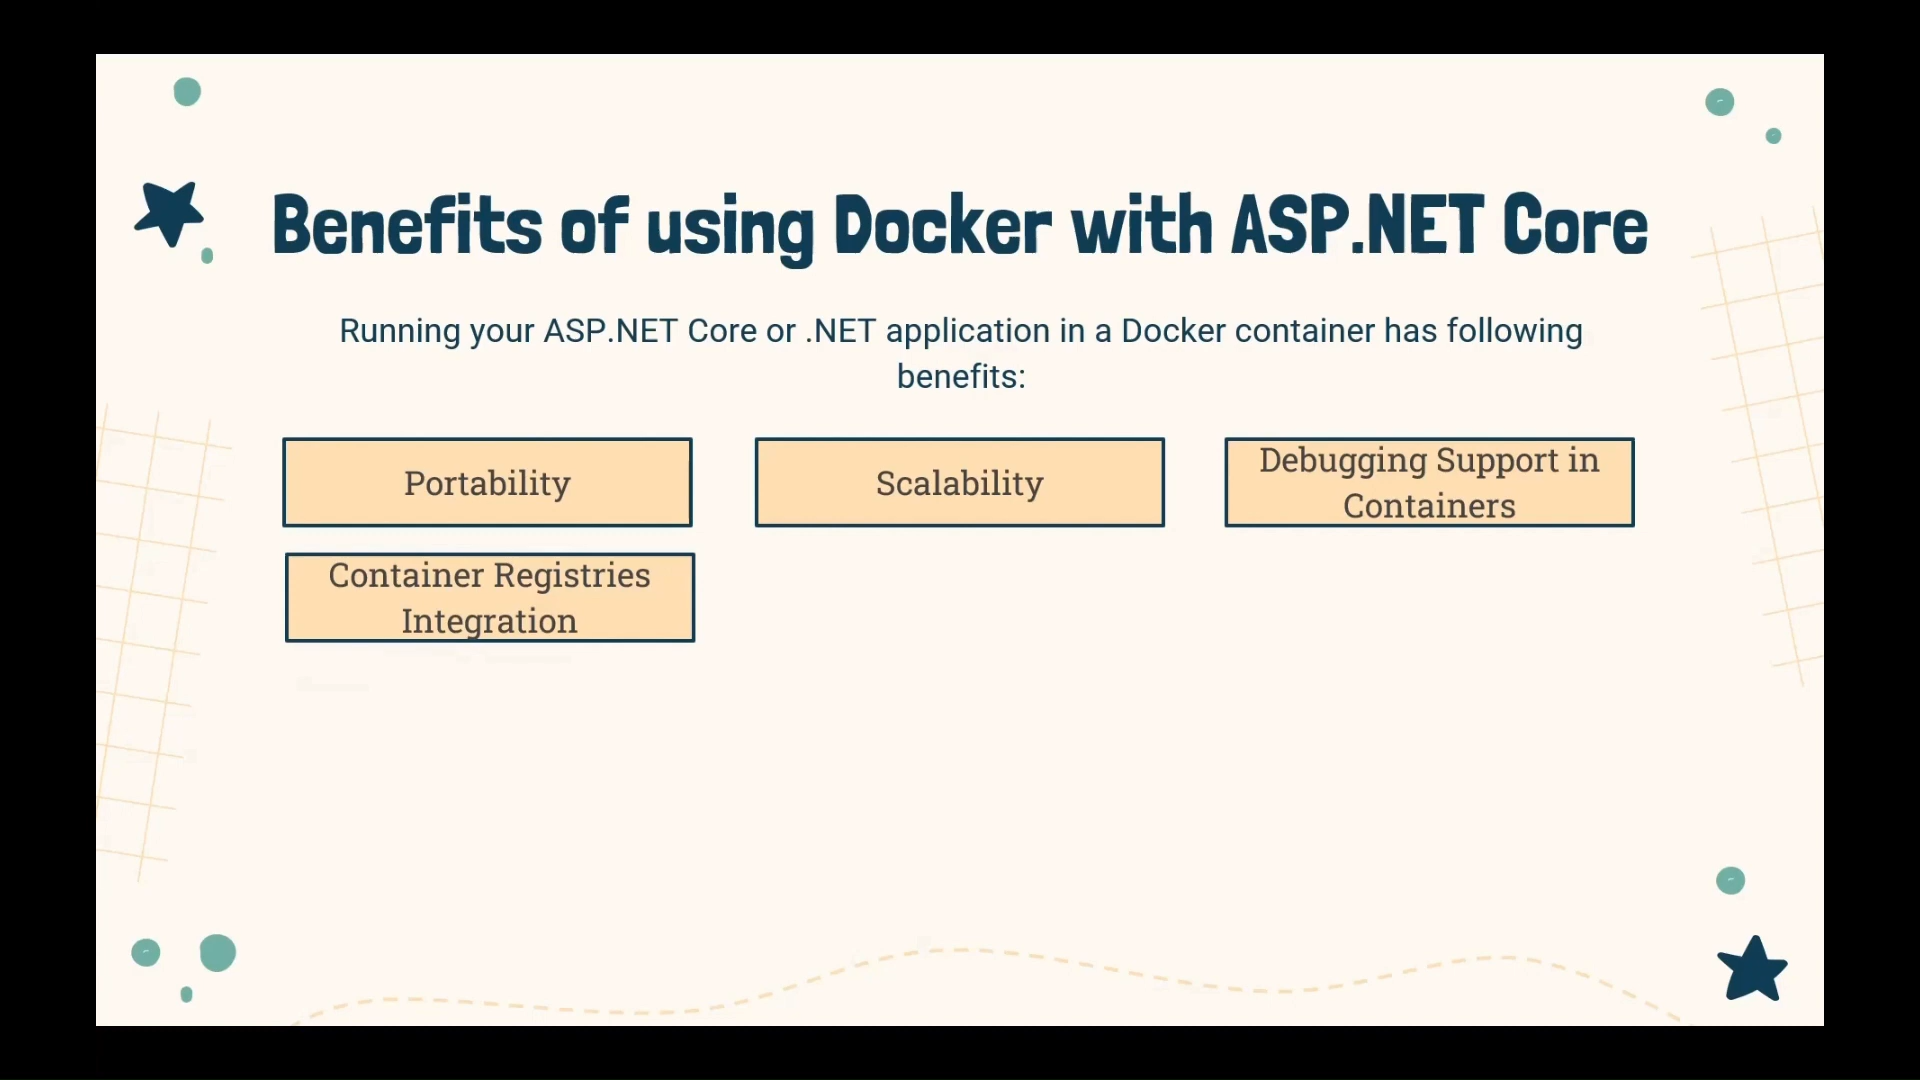 Benefits of using Docker with ASP.NET Core
Running your ASP.NET Core or .NET application in a Docker container has following
benefits:
Portability
Scalability
Debugging Support in
Containers
Container Registries
Integration